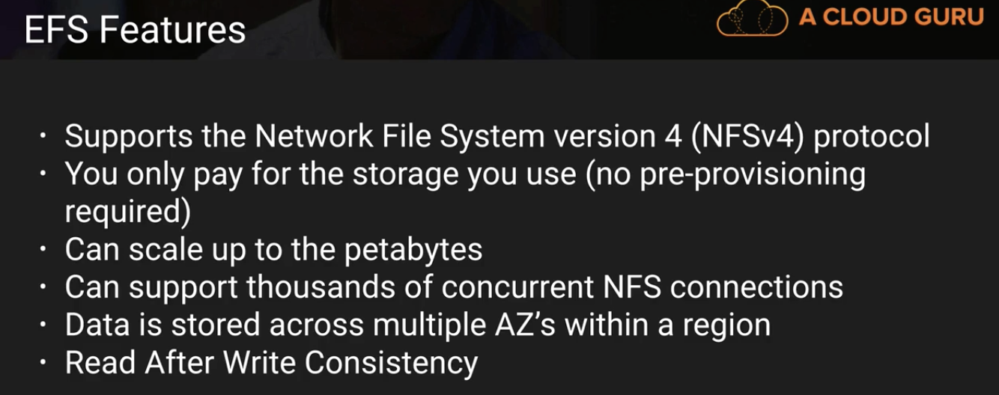 EFS Features
A CLOUD GURU
· Supports the Network File System version 4 (NFSv4) protocol
· You only pay for the storage you use (no pre-provisioning
required)
· Can scale up to the petabytes
· Can support thousands of concurrent NFS connections
· Data is stored across multiple AZ’s within a region
· Read After Write Consistency